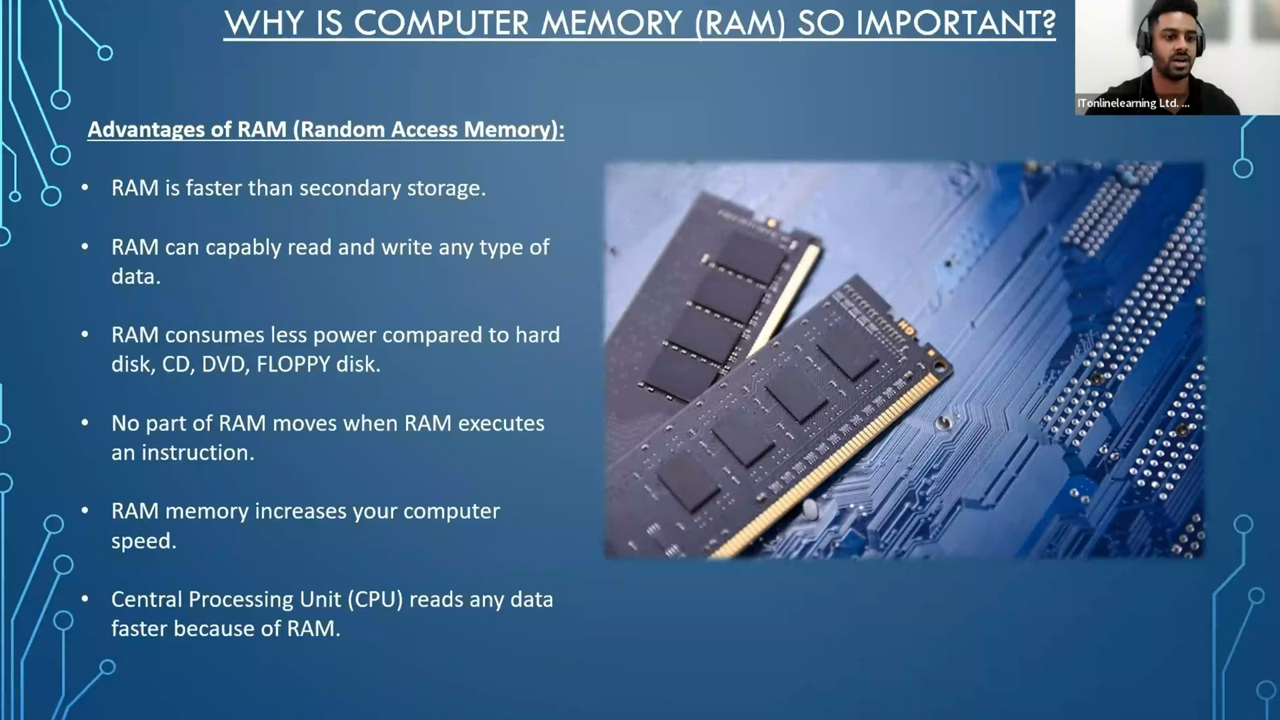 WHY IS COMPUTER MEMORY (RAM) SO IMPORTANT?
ITonlinelearning Ltd. ...
Advantages of RAM (Random Access Memory):
• RAM is faster than secondary storage.
• RAM can capably read and write any type of
data.
• RAM consumes less power compared to hard
disk, CD, DVD, FLOPPY disk.
• No part of RAM moves when RAM executes
an instruction.
• RAM memory increases your computer
speed.
• Central Processing Unit (CPU) reads any data
faster because of RAM.